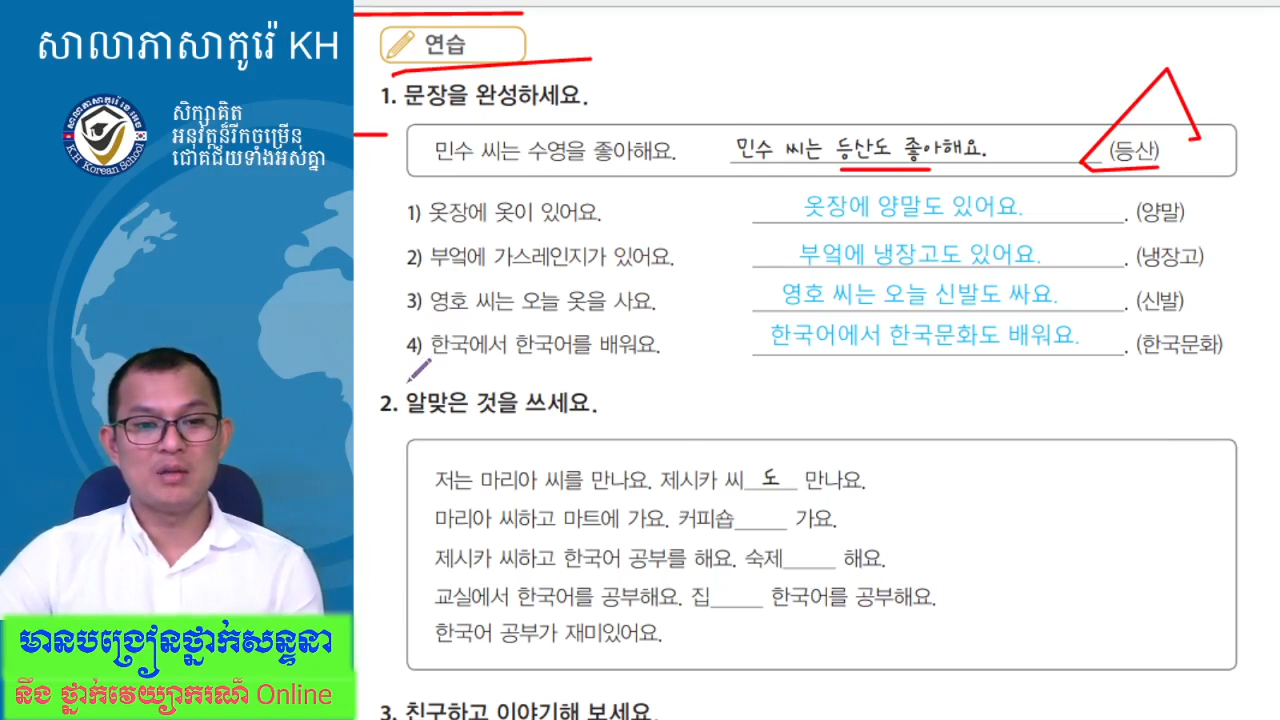 សាលាភាសាកូរ៉េ KH
សាលាភាសាកូរ៉េ ខេ អេច
KH Korean School
សិក្សាគិត
អនុវត្តន៍រីកចម្រើន
ជោគជ័យទាំងអស់គ្នា
មានបង្រៀនថ្នាក់សន្ទនា
នឹង ថ្នាក់វេយ្យាករណ៍ Online
연습
1. 문장을 완성하세요.
민수 씨는 수영을 좋아해요. 민수 씨는 등산도 좋아해요. (등산)
1) 옷장에 옷이 있어요. 옷장에 양말도 있어요. (양말)
2) 부엌에 가스레인지가 있어요. 부엌에 냉장고도 있어요. (냉장고)
3) 영호 씨는 오늘 옷을 사요. 영호 씨는 오늘 신발도 싸요. (신발)
4) 한국에서 한국어를 배워요. 한국어에서 한국문화도 배워요. (한국문화)
2. 알맞은 것을 쓰세요.
저는 마리아 씨를 만나요. 제시카 씨 도 만나요.
마리아 씨하고 마트에 가요. 커피숍____ 가요.
제시카 씨하고 한국어 공부를 해요. 숙제____ 해요.
교실에서 한국어를 공부해요. 집____ 한국어를 공부해요.
한국어 공부가 재미있어요.
3. 친구하고 이야기해 보세요.